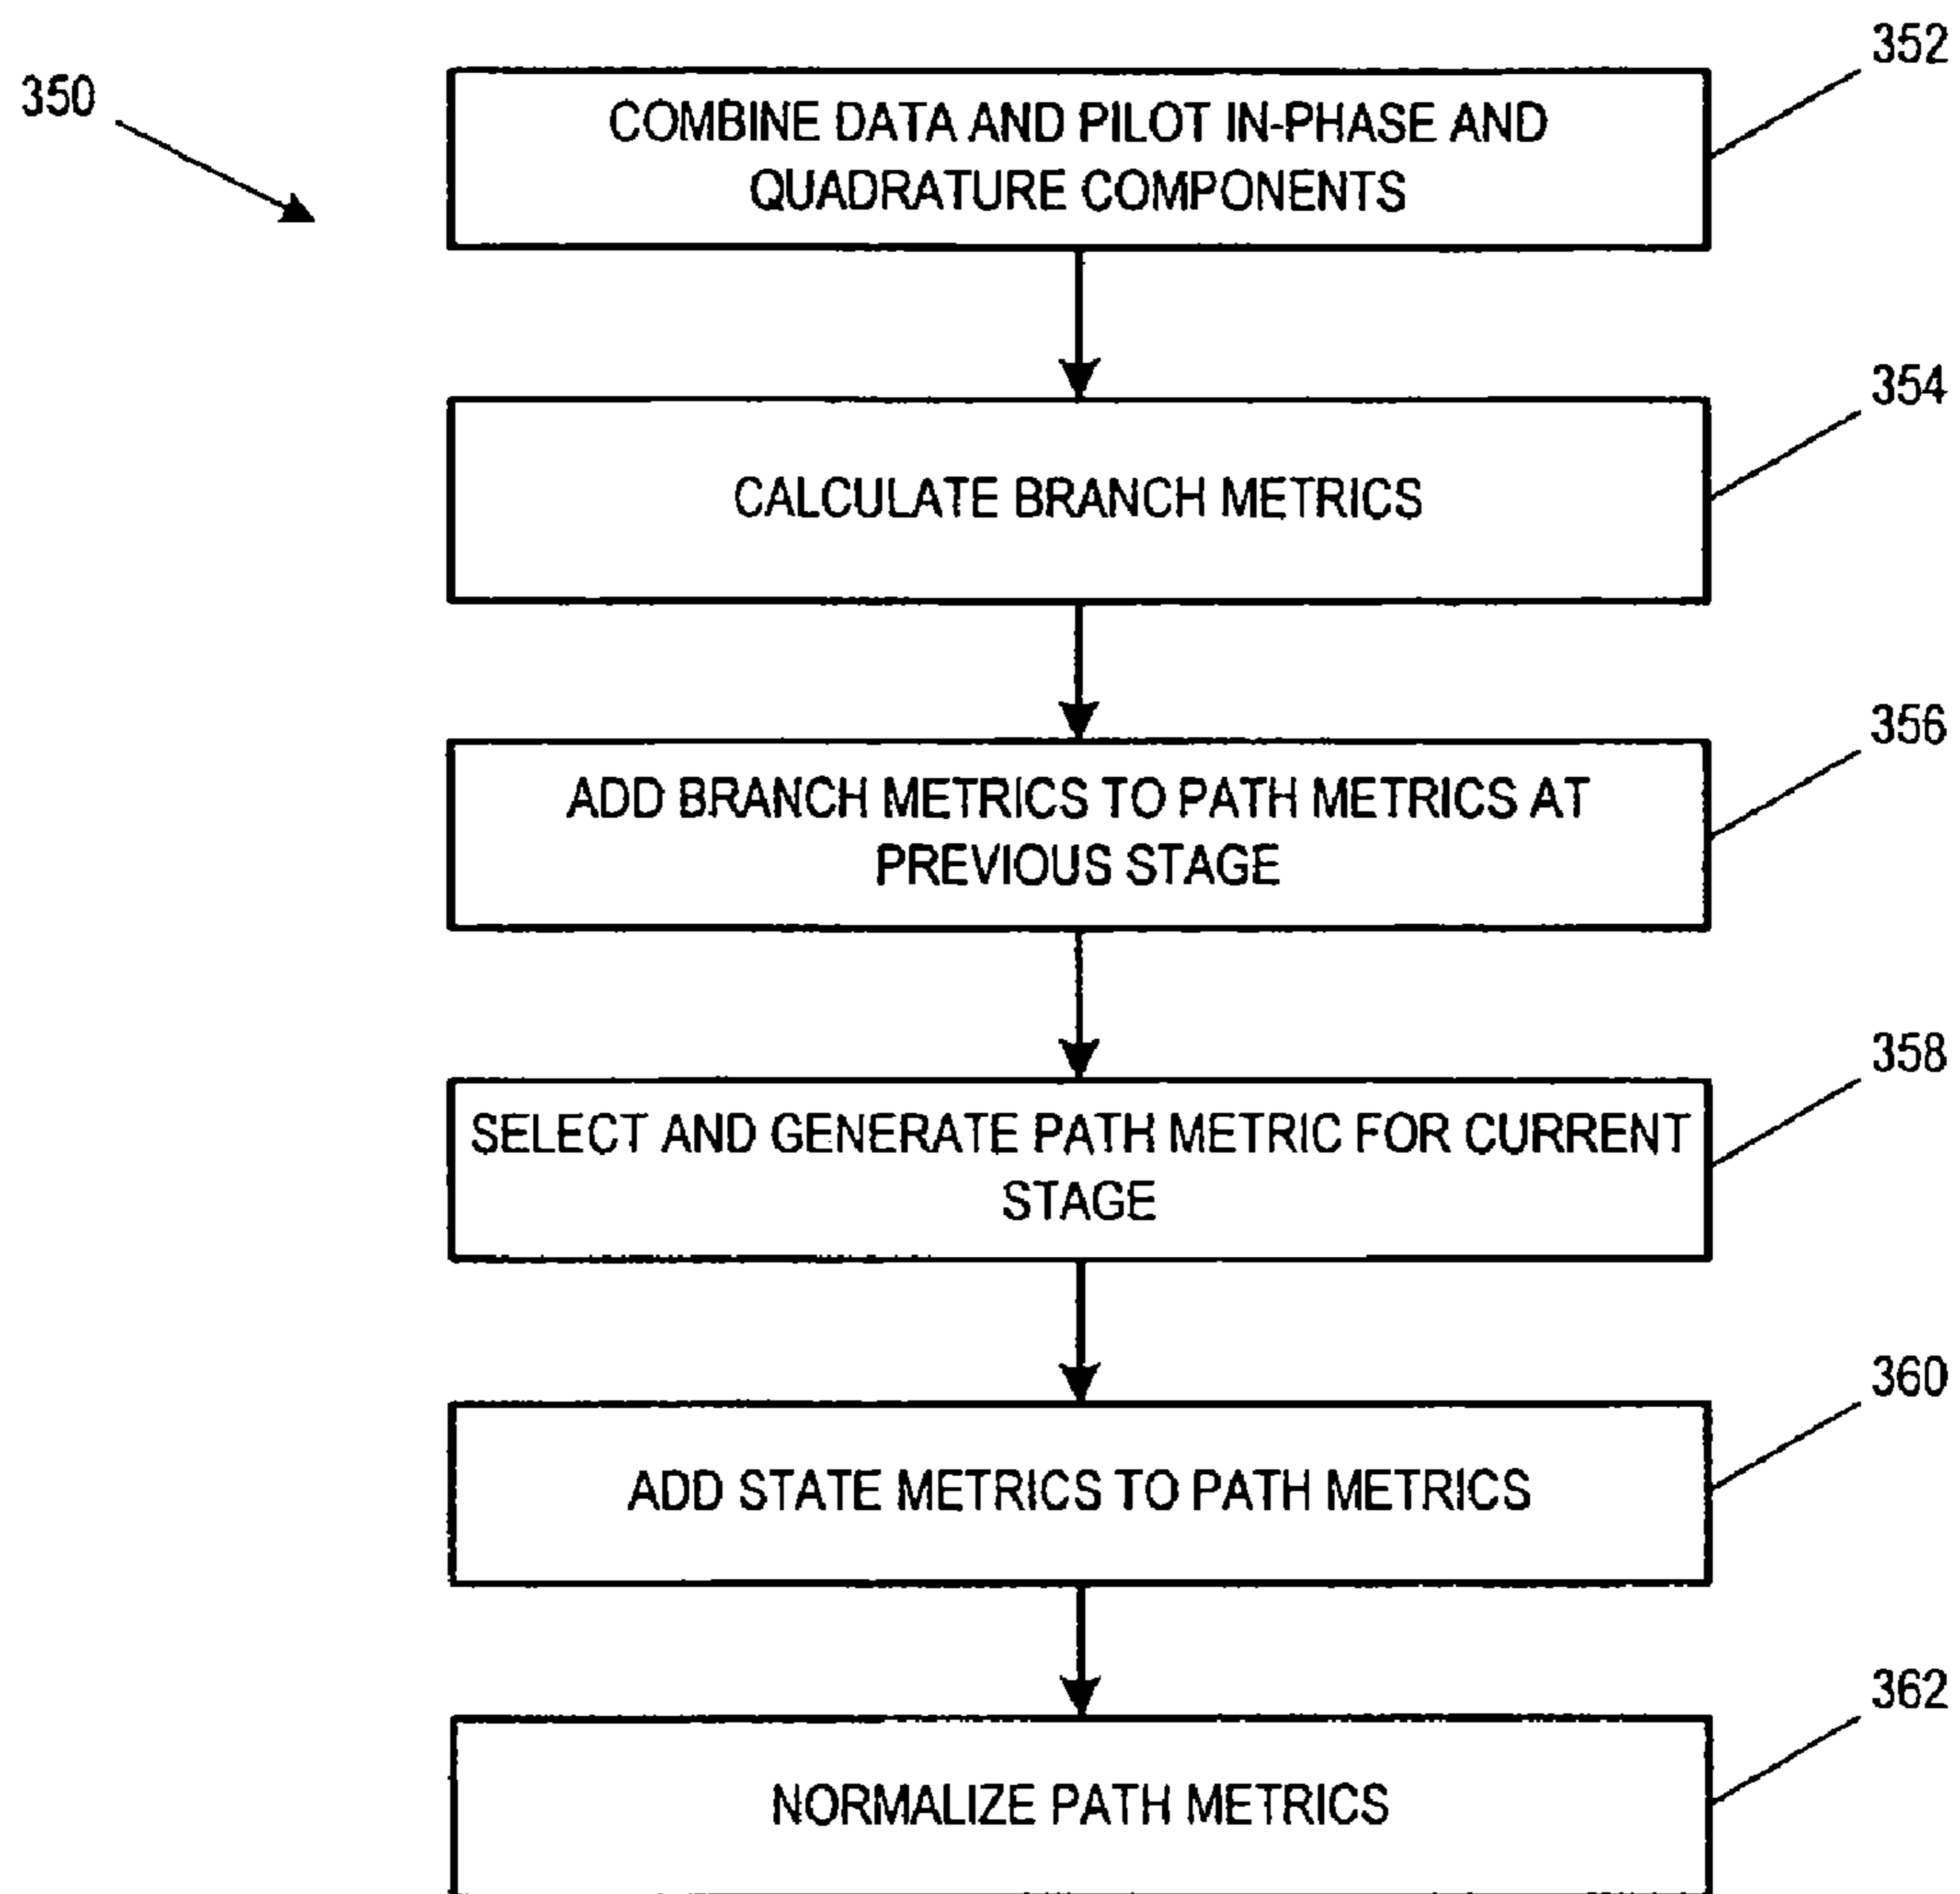 352
350
COMBINE DATA AND PILOT IN-PHASE AND
QUADRATURE COMPONENTS
354
CALCULATE BRANCH METRICS
356
ADD BRANCH METRICS TO PATH METRICS AT
PREVIOUS STAGE
358
SELECT AND GENERATE PATH METRIC FOR CURRENT
STAGE
360
ADD STATE METRICS TO PATH METRICS
362
NORMALIZE PATH METRICS